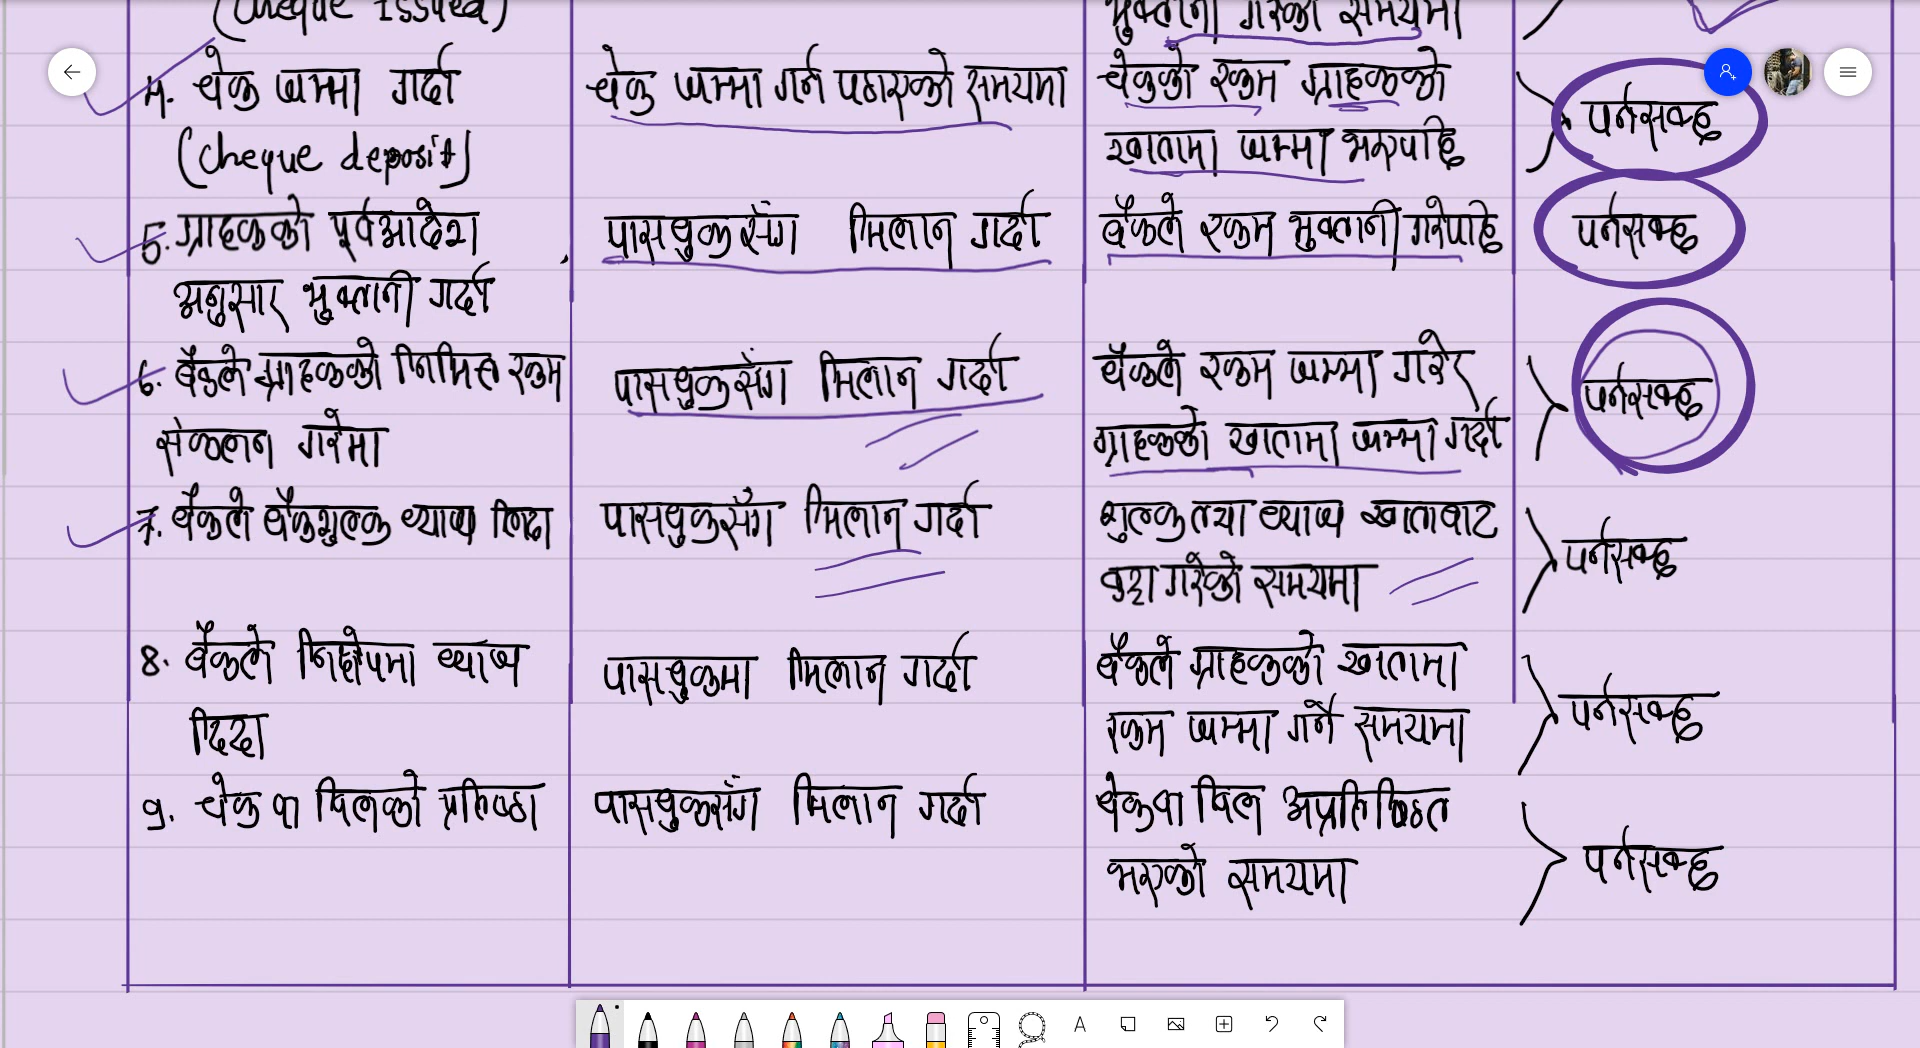 (Cheque Issued)
भुक्तानी गरेको समयमा
4. चेक जम्मा गर्दा
(Cheque deposit)
चेक जम्मा गर्न पठाएको समयमा
चेकको रकम ग्राहकको
खातामा जम्मा भएपछि
पर्नसक्छ
5. ग्राहकको पूर्वआदेश
अनुसार भुक्तानी गर्दा
पासबुकसँग मिलान गर्दा
बैंकले रकम भुक्तानी गरेपछि
पर्नसक्छ
6. बैंकले ग्राहकको निमित्त रकम
संकलन गरेमा
पासबुकसँग मिलान गर्दा
बैंकले रकम जम्मा गरेर
ग्राहकको खातामा जम्मा गर्दा
पर्नसक्छ
7. बैंकले बैंकशुल्क ब्याज लिदा
पासबुकसँग मिलान गर्दा
शुल्क तथा ब्याज खाताबाट
कट्टा गरेको समयमा
पर्नसक्छ
8. बैंकले निक्षेपमा ब्याज
दिदा
पासबुकमा मिलान गर्दा
बैंकले ग्राहकको खातामा
रकम जम्मा गर्ने समयमा
पर्नसक्छ
9. चेक वा बिलको प्रतिष्ठा
पासबुकसँग मिलान गर्दा
चेक वा बिल अप्रतिष्ठित
भएको समयमा
पर्नसक्छ
A